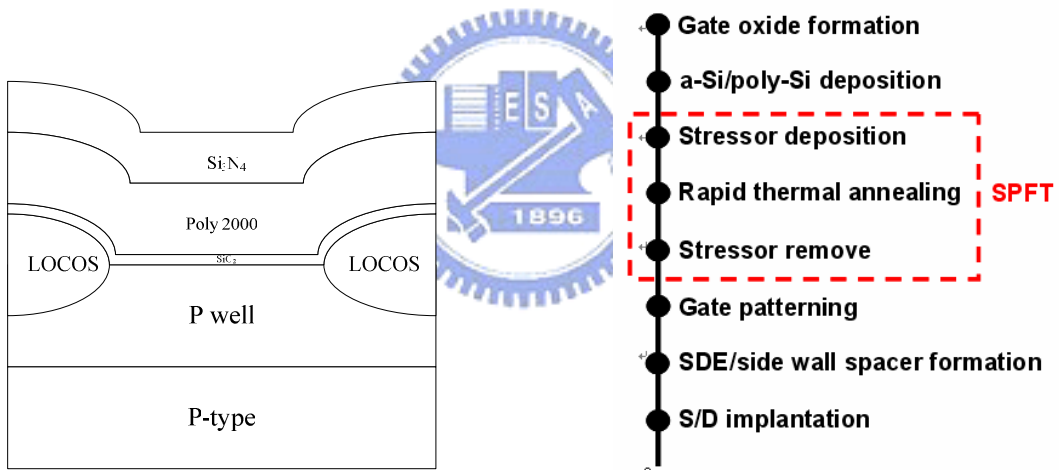 Si3N4
Poly 2000
SiO2
LOCOS
LOCOS
P well
P-type
E S A
1896
Gate oxide formation
a-Si/poly-Si deposition
Stressor deposition
Rapid thermal annealing
SPFT
Stressor remove
Gate patterning
SDE/side wall spacer formation
S/D implantation